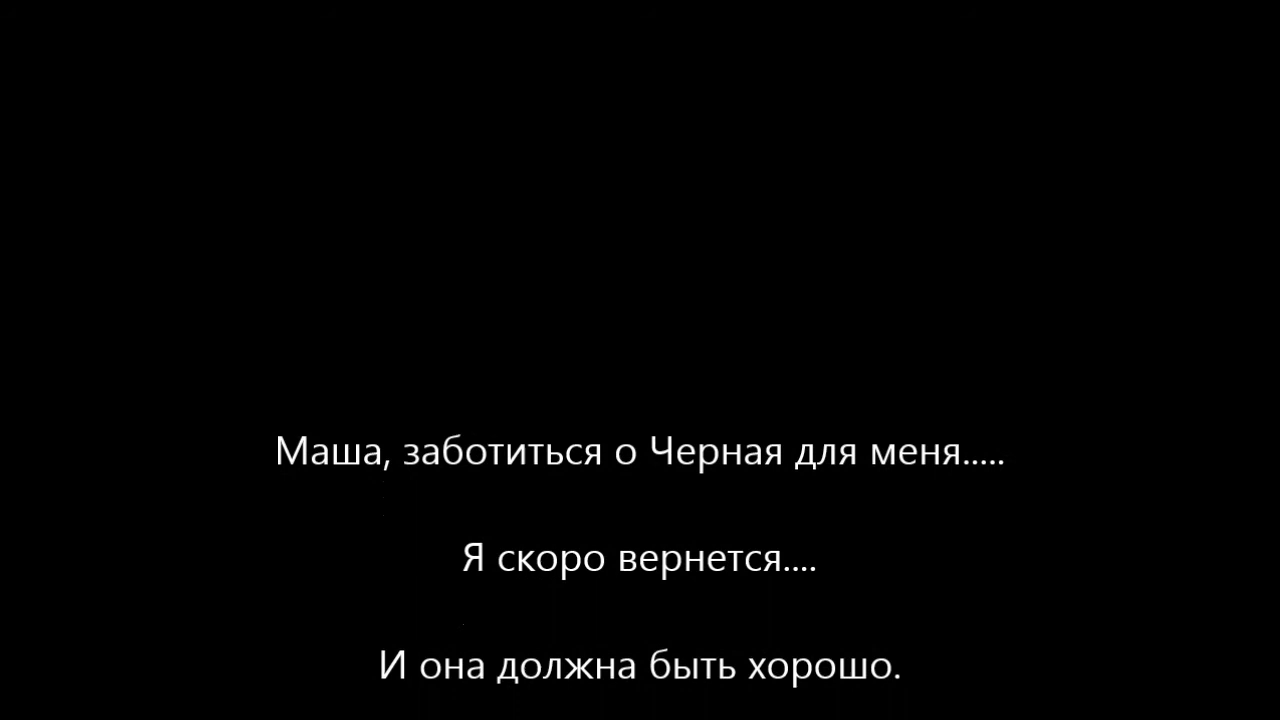 Маша, заботиться о Черная для меня.....
Я скоро вернется....
И она должна быть хорошо.